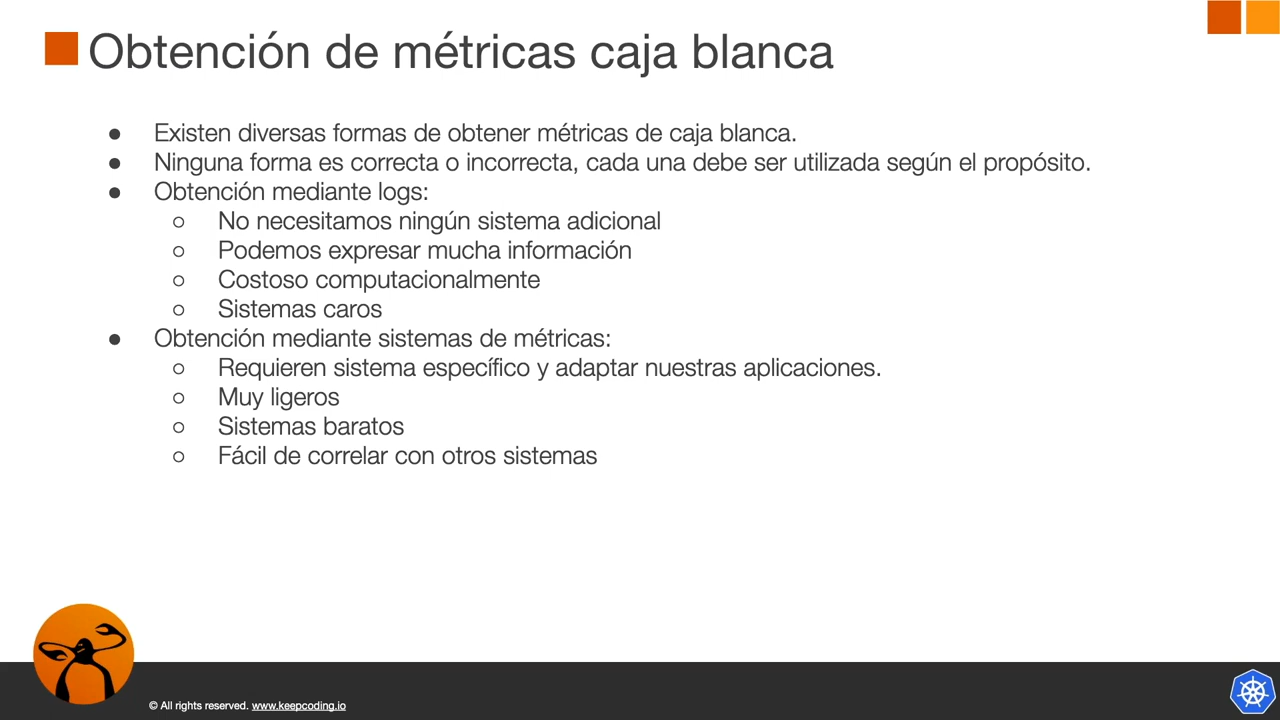 Obtención de métricas caja blanca
● Existen diversas formas de obtener métricas de caja blanca.
● Ninguna forma es correcta o incorrecta, cada una debe ser utilizada según el propósito.
● Obtención mediante logs:
○ No necesitamos ningún sistema adicional
○ Podemos expresar mucha información
○ Costoso computacionalmente
○ Sistemas caros
● Obtención mediante sistemas de métricas:
○ Requieren sistema específico y adaptar nuestras aplicaciones.
○ Muy ligeros
○ Sistemas baratos
○ Fácil de correlar con otros sistemas
© All rights reserved. www.keepcoding.io